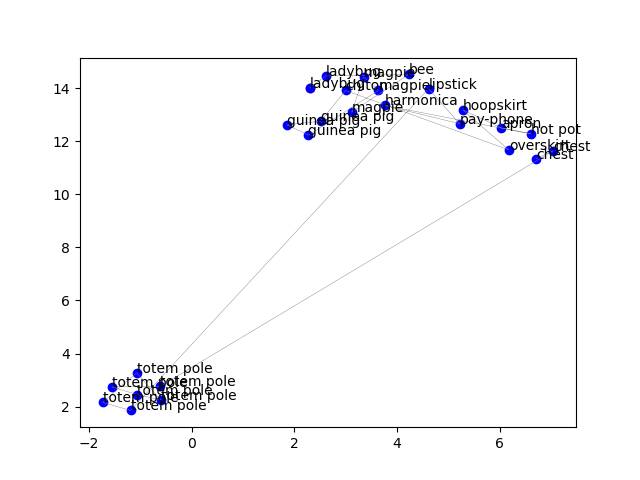 bee
ladybug
magpie
ladybug
magpie
lipstick
harmonica
magpie
hoopskirt
guinea pig
guinea pig
pay-phone
apron
guinea pig
hot pot
overskirt
chest
chest
totem pole
totem pole
totem pole
totem pole
totem pole
totem pole
totem pole
14
12
10
8
6
4
2
−2
0
2
4
6